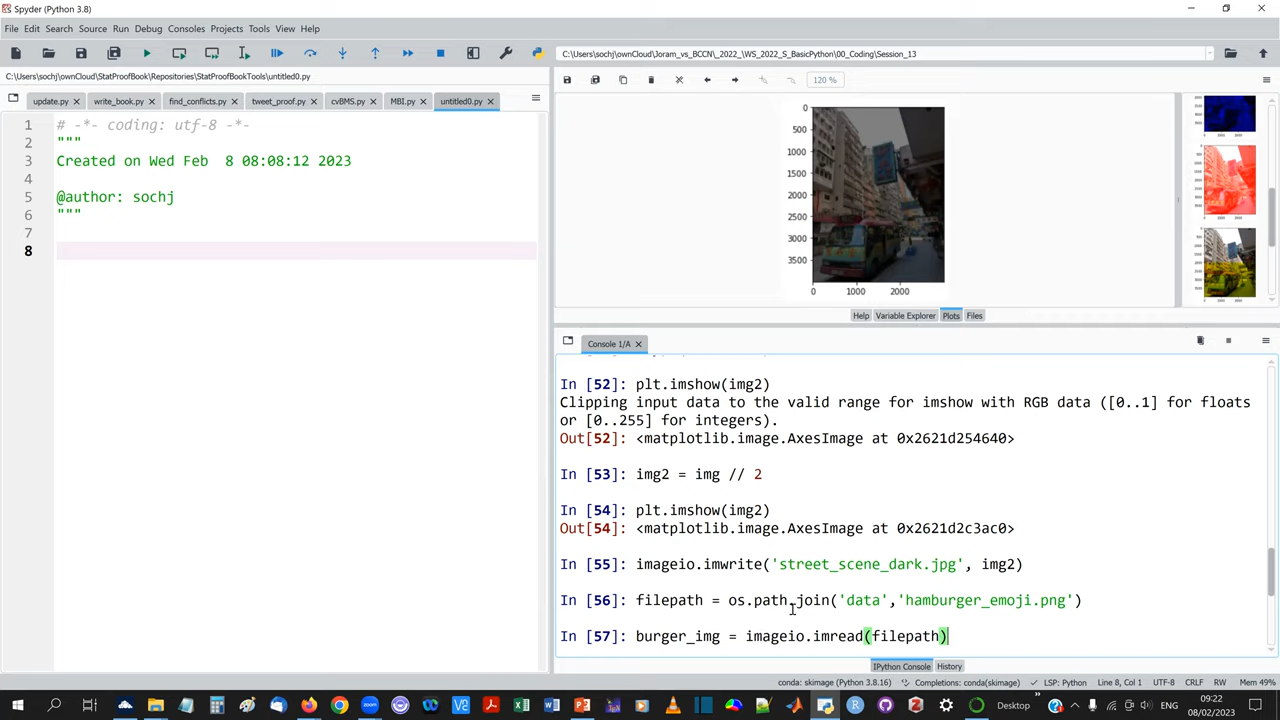 Spyder (Python 3.8)
File Edit Search Source Run Debug Consoles Projects Tools View Help
C:\Users\sochj\ownCloud\Joram_vs_BCCN\_2022_\WS_2022_S_BasicPython\00_Coding\Session_13
C:\Users\sochj\ownCloud\StatProofBook\Repositories\StatProofBookTools\untitled0.py
120 %
update.py write_book.py find_conflicts.py tweet_proof.py cvBMS.py MBI.py untitled0.py
1 # -*- coding: utf-8 -*-
2 """
3 Created on Wed Feb  8 08:08:12 2023
4
5 @author: sochj
6 """
7
8
0
500
1000
1500
2000
2500
3000
3500
0 1000 2000
Help Variable Explorer Plots Files
Console 1/A
In [52]: plt.imshow(img2)
Clipping input data to the valid range for imshow with RGB data ([0..1] for floats
or [0..255] for integers).
Out[52]: <matplotlib.image.AxesImage at 0x2621d254640>
In [53]: img2 = img // 2
In [54]: plt.imshow(img2)
Out[54]: <matplotlib.image.AxesImage at 0x2621d2c3ac0>
In [55]: imageio.imwrite('street_scene_dark.jpg', img2)
In [56]: filepath = os.path.join('data','hamburger_emoji.png')
In [57]: burger_img = imageio.imread(filepath)
IPython Console History
conda: skimage (Python 3.8.16) Completions: conda(skimage) LSP: Python Line 8, Col 1 UTF-8 CRLF RW Mem 49%
zoom Desktop ENG 09:22
08/02/2023